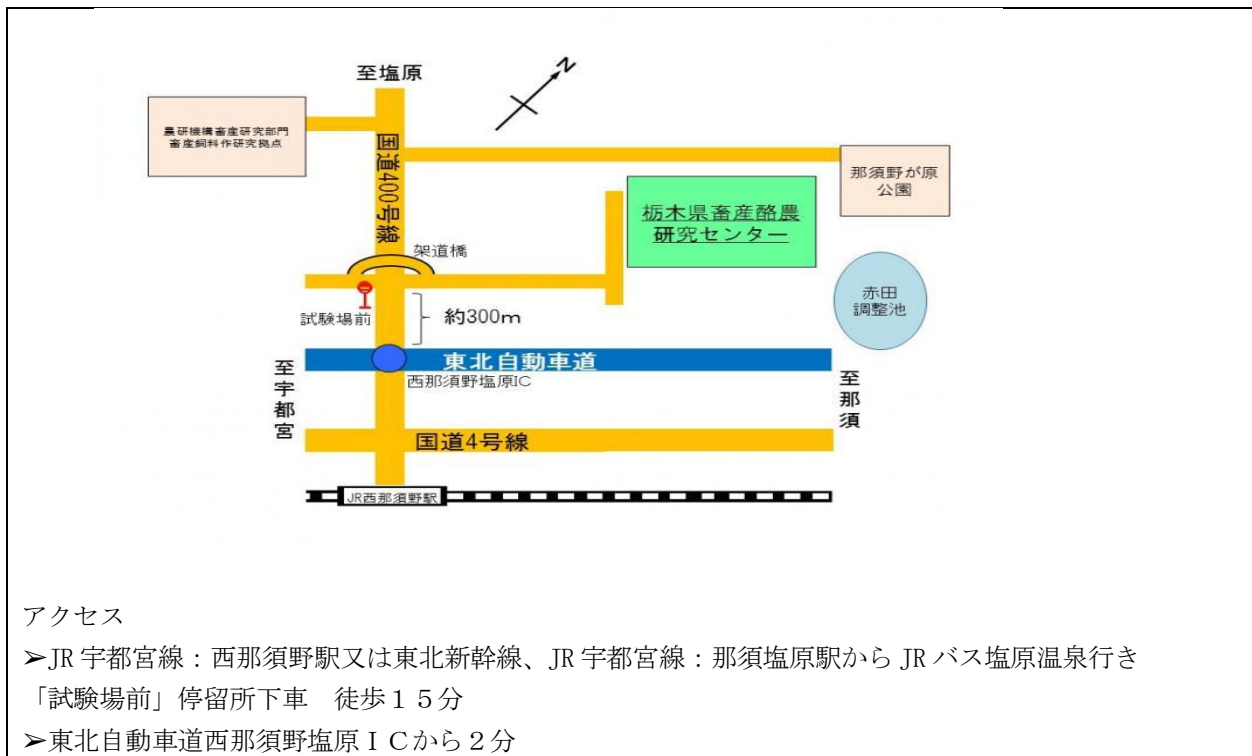 至塩原
N
農研機構畜産研究部門
畜産飼料作研究拠点
国道400号線
那須野が原
公園
栃木県畜産酪農
研究センター
架道橋
試験場前
約300m
赤田
調整池
東北自動車道
西那須野塩原IC
至宇都宮
至那須
国道4号線
JR西那須野駅
アクセス
➢JR 宇都宮線：西那須野駅又は東北新幹線、JR 宇都宮線：那須塩原駅から JR バス塩原温泉行き
「試験場前」停留所下車　徒歩１５分
➢東北自動車道西那須野塩原ＩＣから２分